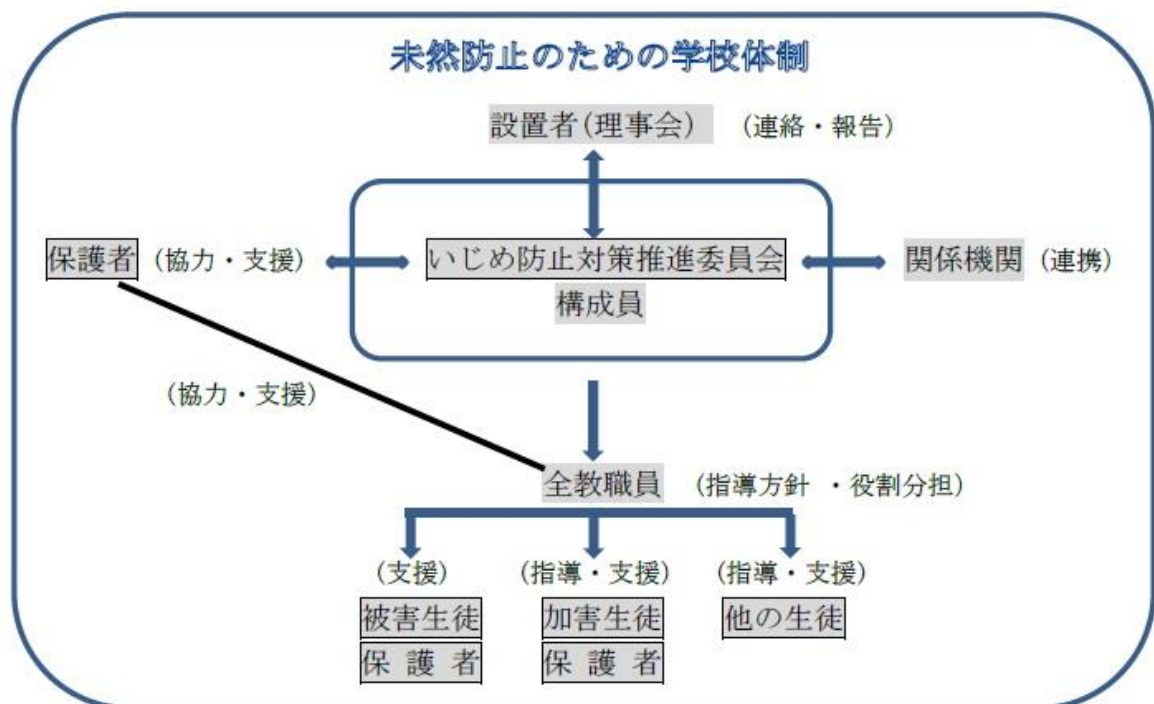 未然防止のための学校体制
設置者(理事会) (連絡・報告)
保護者 (協力・支援) いじめ防止対策推進委員会 関係機関 (連携)
構成員
(協力・支援)
全教職員 (指導方針 ・役割分担)
(支援) (指導・支援) (指導・支援)
被害生徒 加害生徒 他の生徒
保 護 者 保 護 者